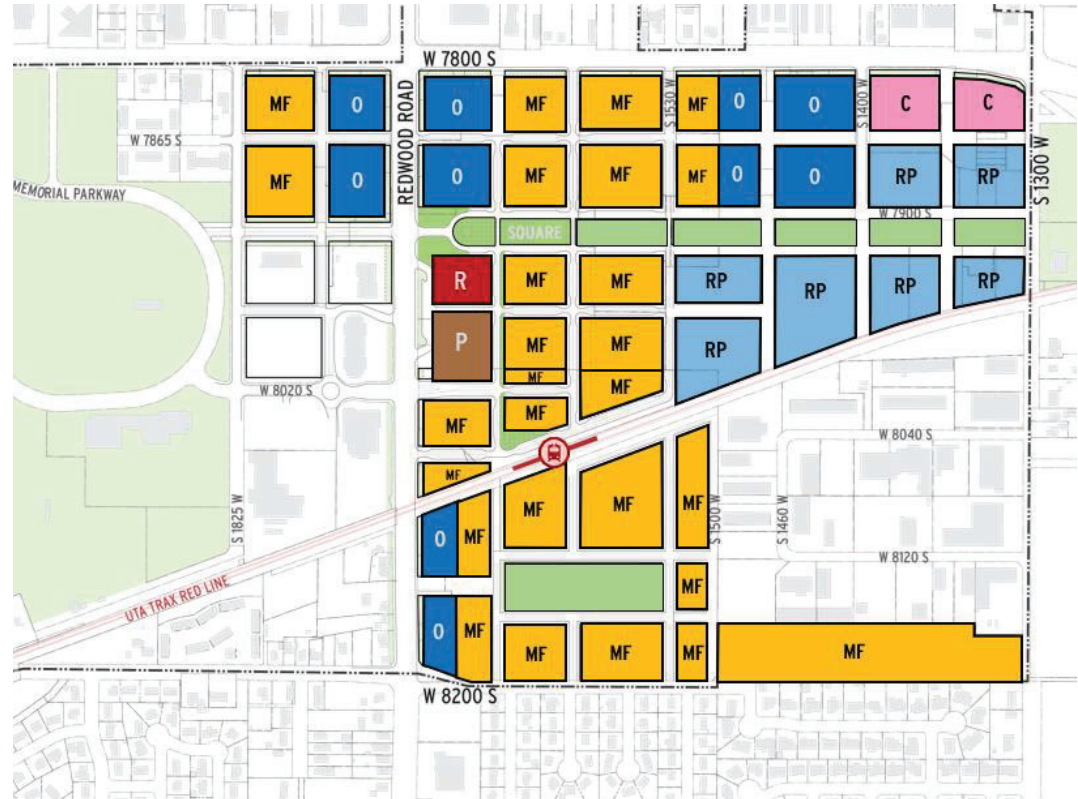 W 7800 S
MF
O
O
MF
MF
MF
O
O
C
C
REDWOOD ROAD
S 1530 W
S 1400 W
W 7865 S
MF
O
O
MF
MF
MF
O
O
RP
RP
S 1300 W
MEMORIAL PARKWAY
W 7900 S
SQUARE
R
MF
MF
RP
RP
RP
RP
P
MF
MF
RP
MF
MF
W 8020 S
MF
MF
W 8040 S
MF
MF
MF
MF
S 1825 W
S 1500 W
S 1460 W
O
MF
W 8120 S
MF
UTA TRAX RED LINE
O
MF
MF
MF
MF
MF
W 8200 S